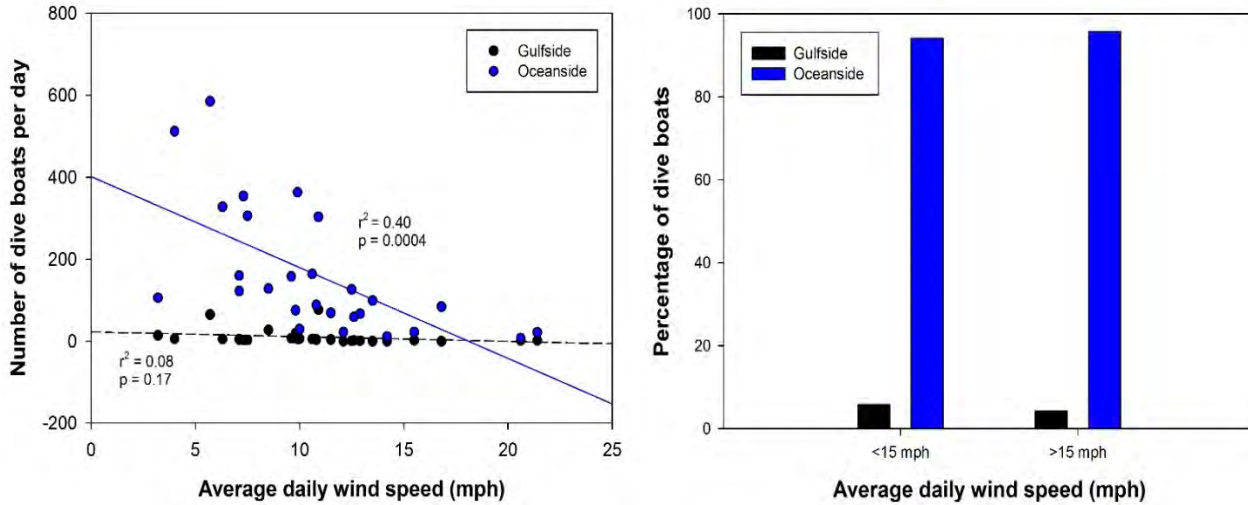 Number of dive boats per day
800
600
400
200
0
-200
Gulfside
Oceanside
r² = 0.40
p = 0.0004
r² = 0.08
p = 0.17
0 5 10 15 20 25
Average daily wind speed (mph)
Percentage of dive boats
100
80
60
40
20
0
Gulfside
Oceanside
<15 mph >15 mph
Average daily wind speed (mph)